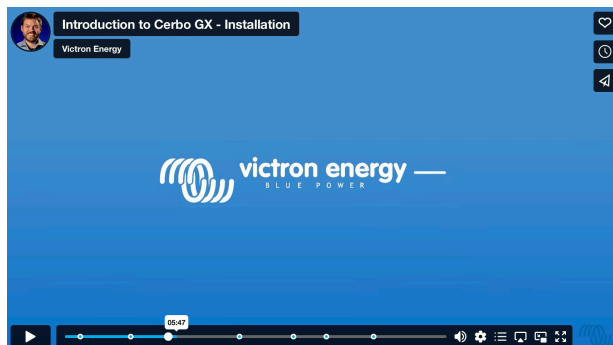 Introduction to Cerbo GX - Installation
Victron Energy
victron energy
BLUE POWER
05:47